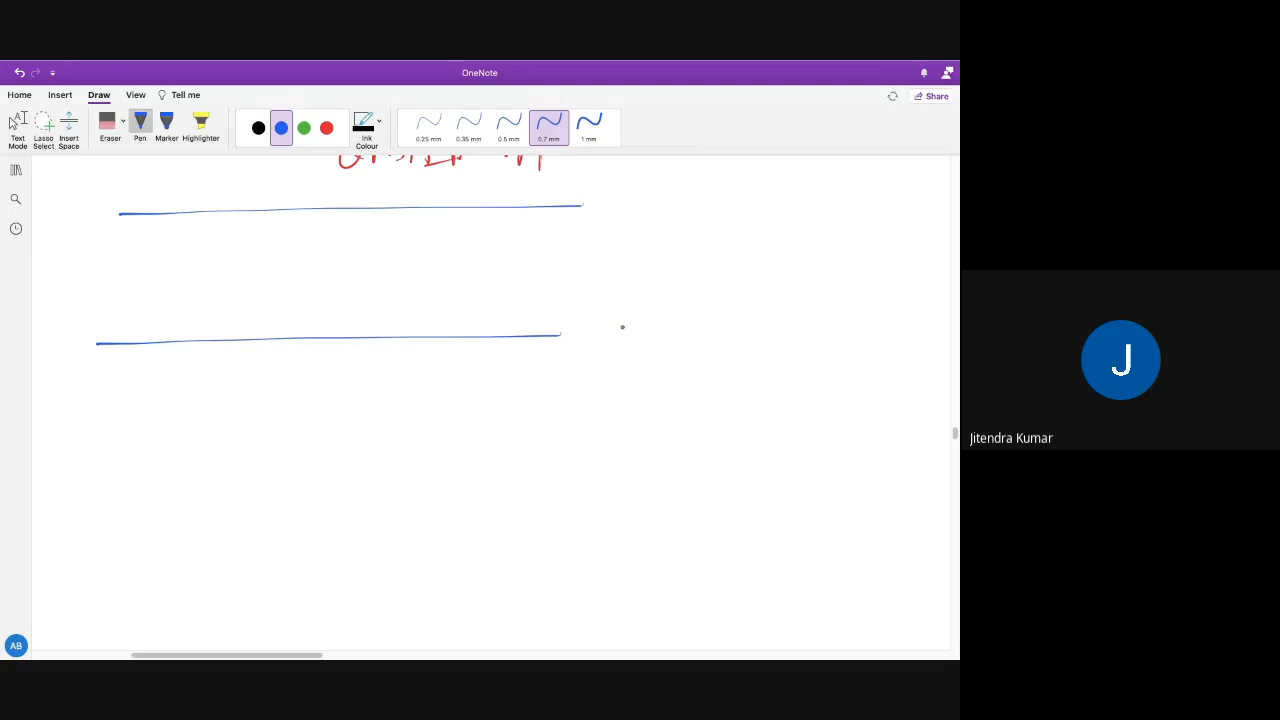 OneNote
Home Insert Draw View Tell me
Share
Text Mode
Lasso Select
Insert Space
Eraser
Pen
Marker
Highlighter
Ink Colour
0.25 mm
0.35 mm
0.5 mm
0.7 mm
1 mm
J
Jitendra Kumar
AB